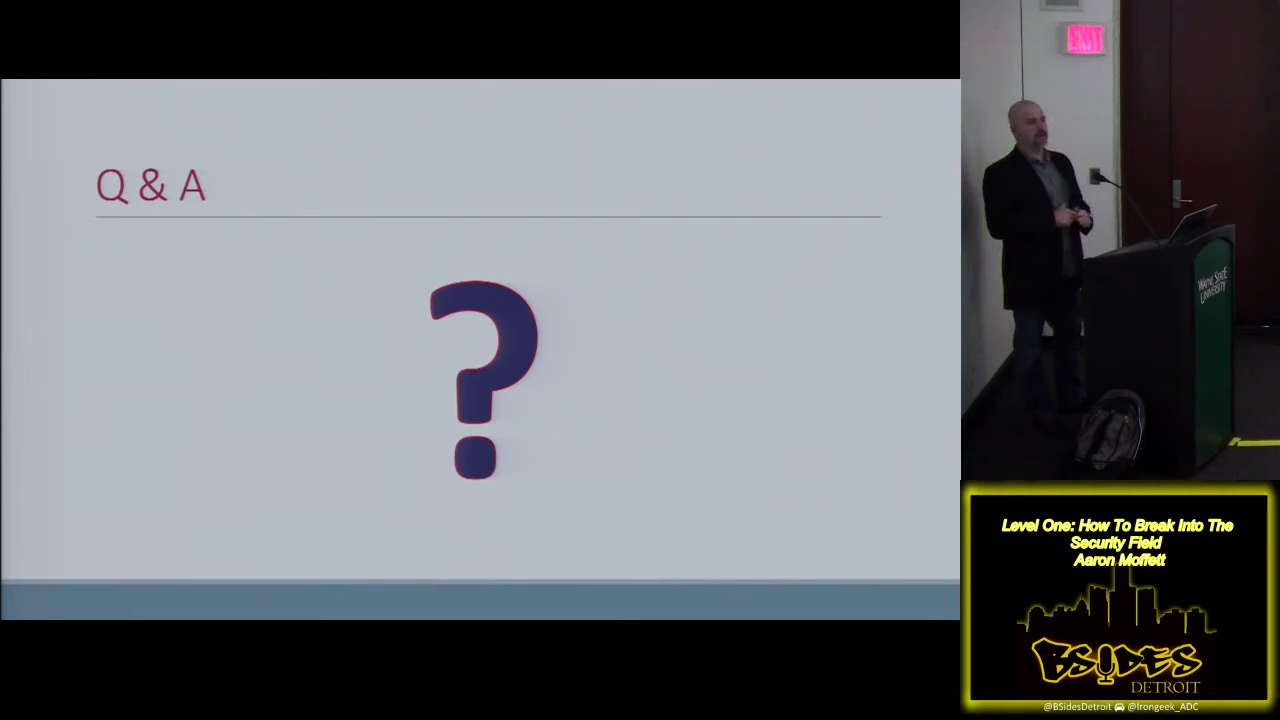 Q & A
?
EXIT
WAYNE STATE
UNIVERSITY
Level One: How To Break Into The
Security Field
Aaron Moffett
BSIDES
DETROIT
@BSidesDetroit @Irongeek_ADC